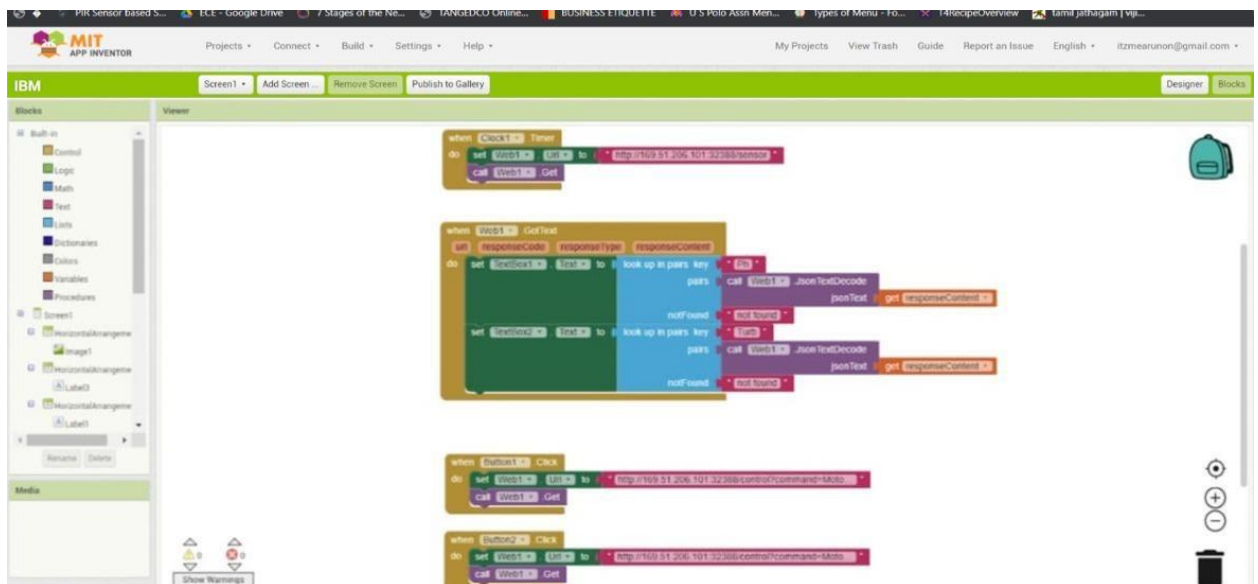 PIR Sensor based S... ECE - Google Drive 7 Stages of the Ne... TANGEDCO Online... BUSINESS ETIQUETTE U S Polo Assn Men... Types of Menu - Fo... T4RecipeOverview tamil jathagam | viji...
MIT
APP INVENTOR
Projects Connect Build Settings Help My Projects View Trash Guide Report an Issue English itzmearunon@gmail.com
IBM Screen1 Add Screen ... Remove Screen Publish to Gallery Designer Blocks
Blocks
Viewer
Built-in
Control
Logic
Math
Text
Lists
Dictionaries
Colors
Variables
Procedures
Screen1
HorizontalArrangeme
Image1
HorizontalArrangeme
Label3
HorizontalArrangeme
Label1
Rename Delete
Media
when Clock1 .Timer
do set Web1 . Url to " http://169.51.206.101:32388/sensor "
call Web1 .Get
when Web1 .GotText
url responseCode responseType responseContent
do set TextBox1 . Text to look up in pairs key " Ph "
pairs call Web1 .JsonTextDecode
jsonText get responseContent
notFound " not found "
set TextBox2 . Text to look up in pairs key " Turb "
pairs call Web1 .JsonTextDecode
jsonText get responseContent
notFound " not found "
when Button1 .Click
do set Web1 . Url to " http://169.51.206.101:32388/control?command=Moto... "
call Web1 .Get
when Button2 .Click
do set Web1 . Url to " http://169.51.206.101:32388/control?command=Moto... "
call Web1 .Get
0 0
Show Warnings